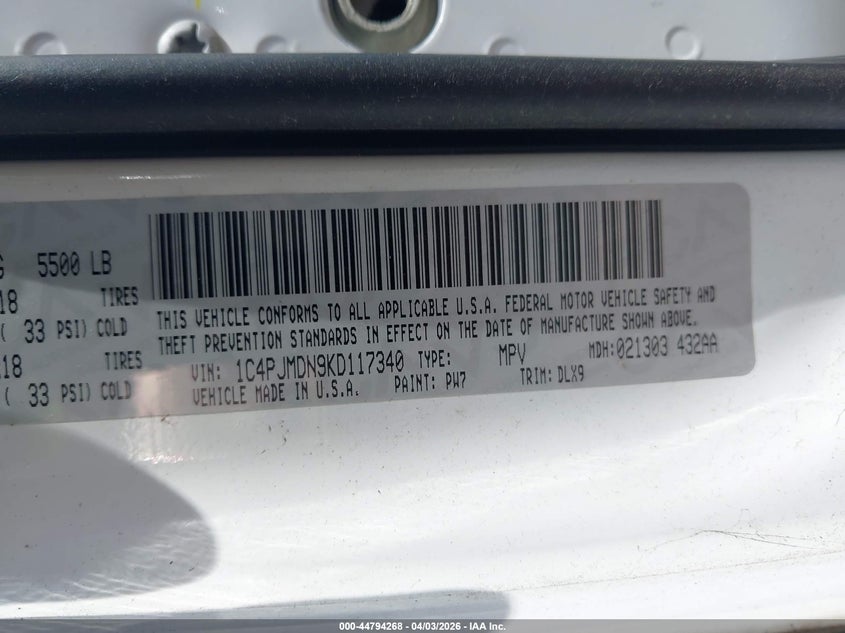 5500 LB
18 TIRES
( 33 PSI) COLD
18 TIRES
( 33 PSI) COLD
THIS VEHICLE CONFORMS TO ALL APPLICABLE U.S.A. FEDERAL MOTOR VEHICLE SAFETY AND
THEFT PREVENTION STANDARDS IN EFFECT ON THE DATE OF MANUFACTURE SHOWN ABOVE.
VIN: 1C4PJMDN9KD117340 TYPE: MPV MDH: 021303 432AA
VEHICLE MADE IN U.S.A. PAINT: PW7 TRIM: DLX9
000-44794268 - 04/03/2026 - IAA Inc.